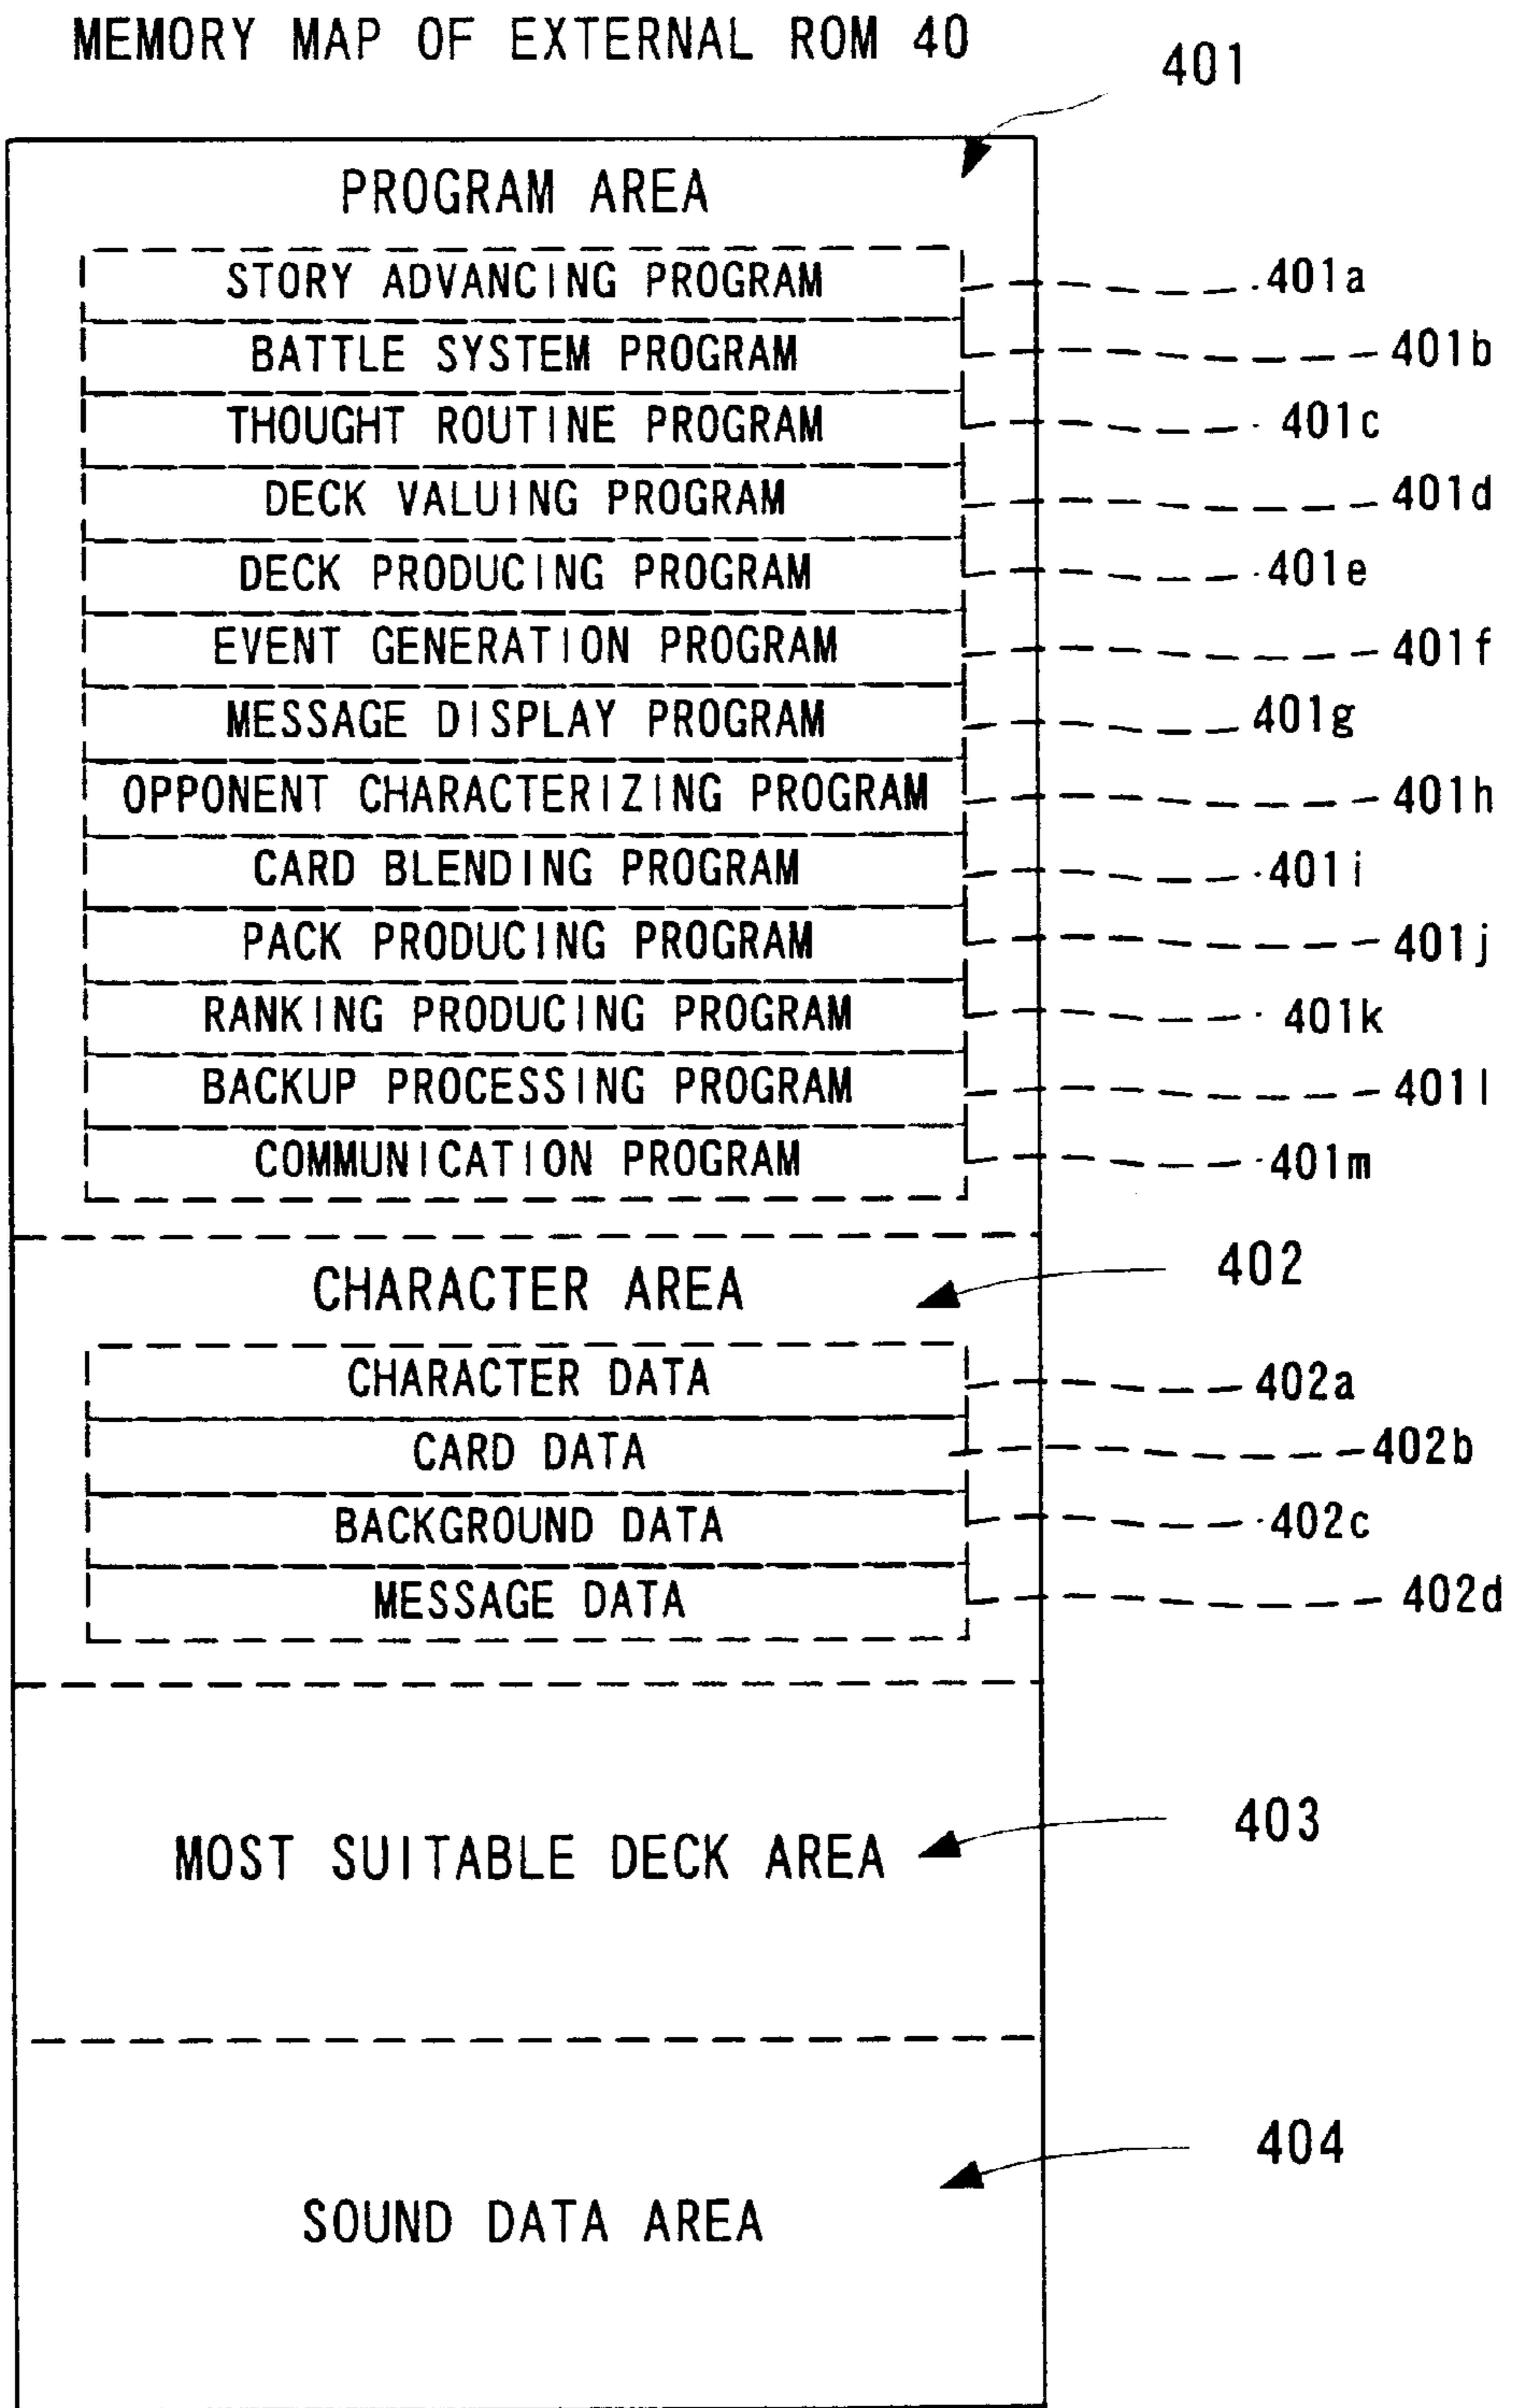 MEMORY MAP OF EXTERNAL ROM 40
401
PROGRAM AREA
STORY ADVANCING PROGRAM 401a
BATTLE SYSTEM PROGRAM 401b
THOUGHT ROUTINE PROGRAM 401c
DECK VALUING PROGRAM 401d
DECK PRODUCING PROGRAM 401e
EVENT GENERATION PROGRAM 401f
MESSAGE DISPLAY PROGRAM 401g
OPPONENT CHARACTERIZING PROGRAM 401h
CARD BLENDING PROGRAM 401i
PACK PRODUCING PROGRAM 401j
RANKING PRODUCING PROGRAM 401k
BACKUP PROCESSING PROGRAM 401l
COMMUNICATION PROGRAM 401m
CHARACTER AREA 402
CHARACTER DATA 402a
CARD DATA 402b
BACKGROUND DATA 402c
MESSAGE DATA 402d
MOST SUITABLE DECK AREA 403
SOUND DATA AREA 404